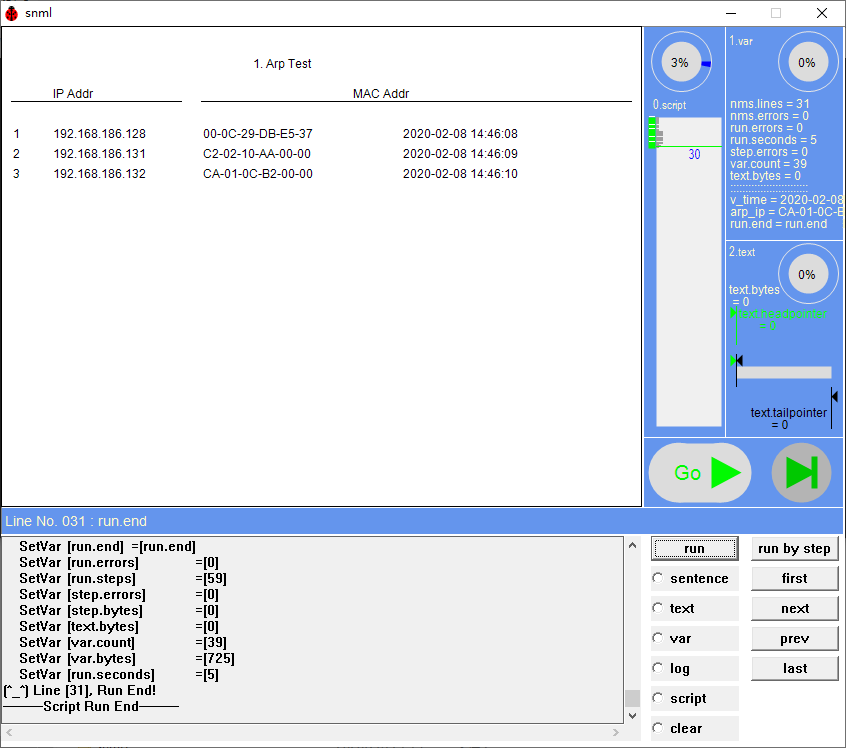 snml
1. Arp Test
IP Addr MAC Addr
1 192.168.186.128 00-0C-29-DB-E5-37 2020-02-08 14:46:08
2 192.168.186.131 C2-02-10-AA-00-00 2020-02-08 14:46:09
3 192.168.186.132 CA-01-0C-B2-00-00 2020-02-08 14:46:10
3%
0.script
30
1.var
0%
nms.lines = 31
nms.errors = 0
run.errors = 0
run.seconds = 5
step.errors = 0
var.count = 39
text.bytes = 0
v_time = 2020-02-08
arp_ip = CA-01-0C-B
run.end = run.end
2.text
0%
text.bytes
= 0
text.headpointer
= 0
text.tailpointer
= 0
Go
Line No. 031 : run.end
SetVar [run.end] =[run.end]
SetVar [run.errors] =[0]
SetVar [run.steps] =[59]
SetVar [step.errors] =[0]
SetVar [step.bytes] =[0]
SetVar [text.bytes] =[0]
SetVar [var.count] =[39]
SetVar [var.bytes] =[725]
SetVar [run.seconds] =[5]
(^_^) Line [31], Run End!
———Script Run End———
run run by step
sentence first
text next
var prev
log last
script
clear